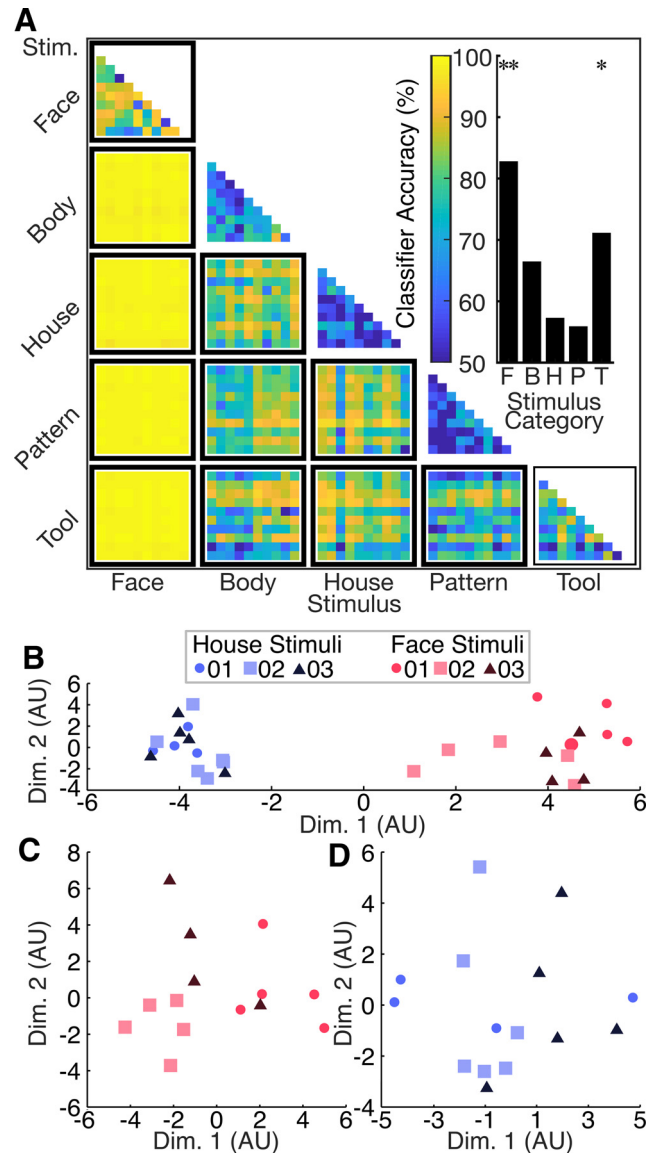 A
Stim.
Face
Body
House
Pattern
Tool
Face Body House Pattern Tool
Stimulus
Classifier Accuracy (%)
100
90
80
70
60
50
** *
F B H P T
Stimulus
Category
B
House Stimuli Face Stimuli
01 02 03 01 02 03
Dim. 2 (AU)
6
4
2
0
-2
-4
-6 -4 -2 0 2 4 6
Dim. 1 (AU)
C
Dim. 2 (AU)
8
6
4
2
0
-2
-4
-6
-6 -4 -2 0 2 4 6
Dim. 1 (AU)
D
Dim. 2 (AU)
6
4
2
0
-2
-4
-5 -3 -1 1 3 5
Dim. 1 (AU)